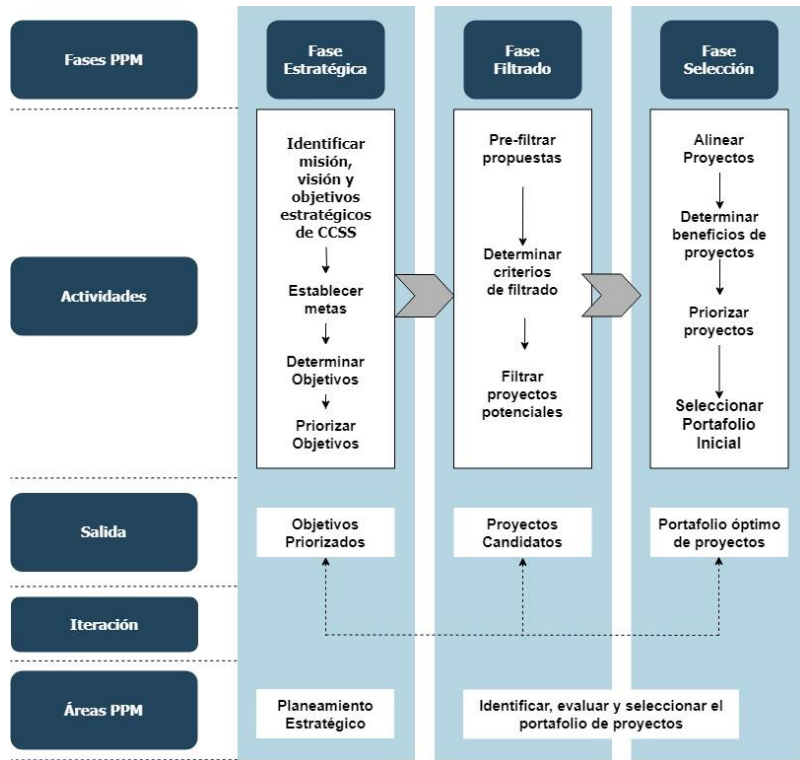 Fases PPM
Fase
Estratégica
Fase
Filtrado
Fase
Selección
Actividades
Identificar
misión,
visión y
objetivos
estratégicos
de CCSS
Establecer
metas
Determinar
Objetivos
Priorizar
Objetivos
Pre-filtrar
propuestas
Determinar
criterios
de filtrado
Filtrar
proyectos
potenciales
Alinear
Proyectos
Determinar
beneficios de
proyectos
Priorizar
proyectos
Seleccionar
Portafolio
Inicial
Salida
Objetivos
Priorizados
Proyectos
Candidatos
Portafolio óptimo
de proyectos
Iteración
Áreas PPM
Planeamiento
Estratégico
Identificar, evaluar y seleccionar el
portafolio de proyectos